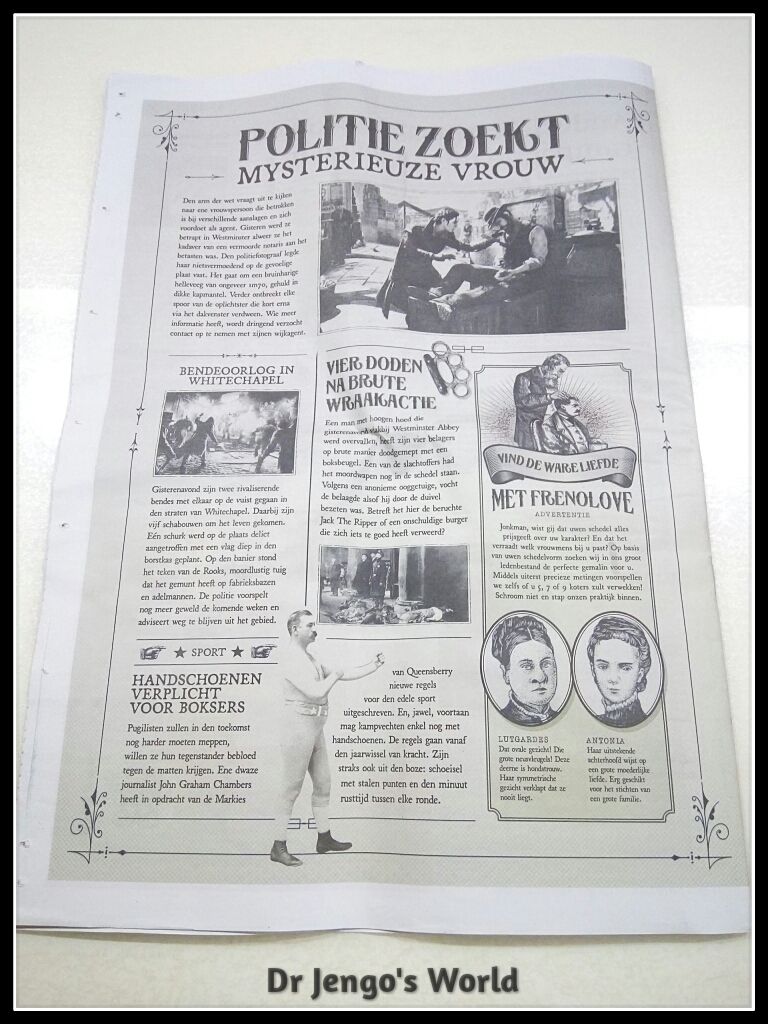 POLITIE ZOEKT
MYSTERIEUZE VROUW
Den arm der wet vraagt uit te kijken
naar ene vrouwspersoon die betrokken
is bij verschillende aanslagen en zich
voordoet als agent. Gisteren werd ze
betrapt in Westminster alweer ze het
kadaver van een vermoorde notaris aan het
betasten was. Den politiefotograaf legde
haar nietsvermoedend op de gevoelige
plaat vast. Het gaat om een bruinharige
helleveeg van ongeveer 1m70, gehuld in
dikke kapmantel. Verder ontbreekt elke
spoor van de oplichtster die kort erna
via het dakvenster verdween. Wie meer
informatie heeft, wordt dringend verzocht
contact op te nemen met zijnen wijkagent.
BENDEOORLOG IN
WHITECHAPEL
Gisterenavond zijn twee rivaliserende
bendes met elkaar op de vuist gegaan in
den straten van Whitechapel. Daarbij zijn
vijf schabouwen om het leven gekomen.
Eén schurk werd op de plaats delict
aangetroffen met een vlag diep in den
borstkas geplant. Op den banier stond
het teken van de Rooks, moordlustig tuig
dat het gemunt heeft op fabrieksbazen
en adelmannen. De politie voorspelt
nog meer geweld de komende weken en
adviseert weg te blijven uit het gebied.
VIER DODEN
NA BRUTE
WRAAKACTIE
Een man met hoogen hoed die
gisterenavond vlakbij Westminster Abbey
werd overvallen, heeft zijn vier belagers
op brute manier doodgemept met een
boksbeugel. Een van de slachtoffers had
het moordwapen nog in de schedel staan.
Volgens een anonieme ooggetuige, vocht
de belaagde alsof hij door de duivel
bezeten was. Betreft het hier de beruchte
Jack The Ripper of een onschuldige burger
die zich iets te goed heeft verweerd?
VIND DE WARE LIEFDE
MET FRENOLOVE
ADVERTENTIE
Jonkman, wist gij dat uwen schedel alles
prijsgeeft over uw karakter? En dat het
verraadt welk vrouwmens bij u past? Op basis
van uwen schedelvorm zoeken wij in ons groot
ledenbestand de perfecte gemalin voor u.
Middels uiterst precieze metingen voorspellen
we zelfs of u 5, 7 of 9 koters zult verwekken!
Schroom niet en stap onzen praktijk binnen.
LUTGARDES
Dat ovale gezicht! Die
grote neusvleugels! Deze
deerne is hondstrouw.
Haar symmetrische
gezicht verklapt dat ze
nooit liegt.
ANTONIA
Haar uitstekende
achterhoofd wijst op
een grote moederlijke
liefde. Erg geschikt
voor het stichten van
een grote familie.
SPORT
HANDSCHOENEN
VERPLICHT
VOOR BOKSERS
Pugilisten zullen in den toekomst
nog harder moeten meppen,
willen ze hun tegenstander bebloed
tegen de matten krijgen. Ene dwaze
journalist John Graham Chambers
heeft in opdracht van de Markies
van Queensberry
nieuwe regels
voor den edele sport
uitgeschreven. En, jawel, voortaan
mag kampvechten enkel nog met
handschoenen. De regels gaan vanaf
den jaarwissel van kracht. Zijn
straks ook uit den boze: schoeisel
met stalen punten en den minuut
rusttijd tussen elke ronde.
Dr Jengo's World